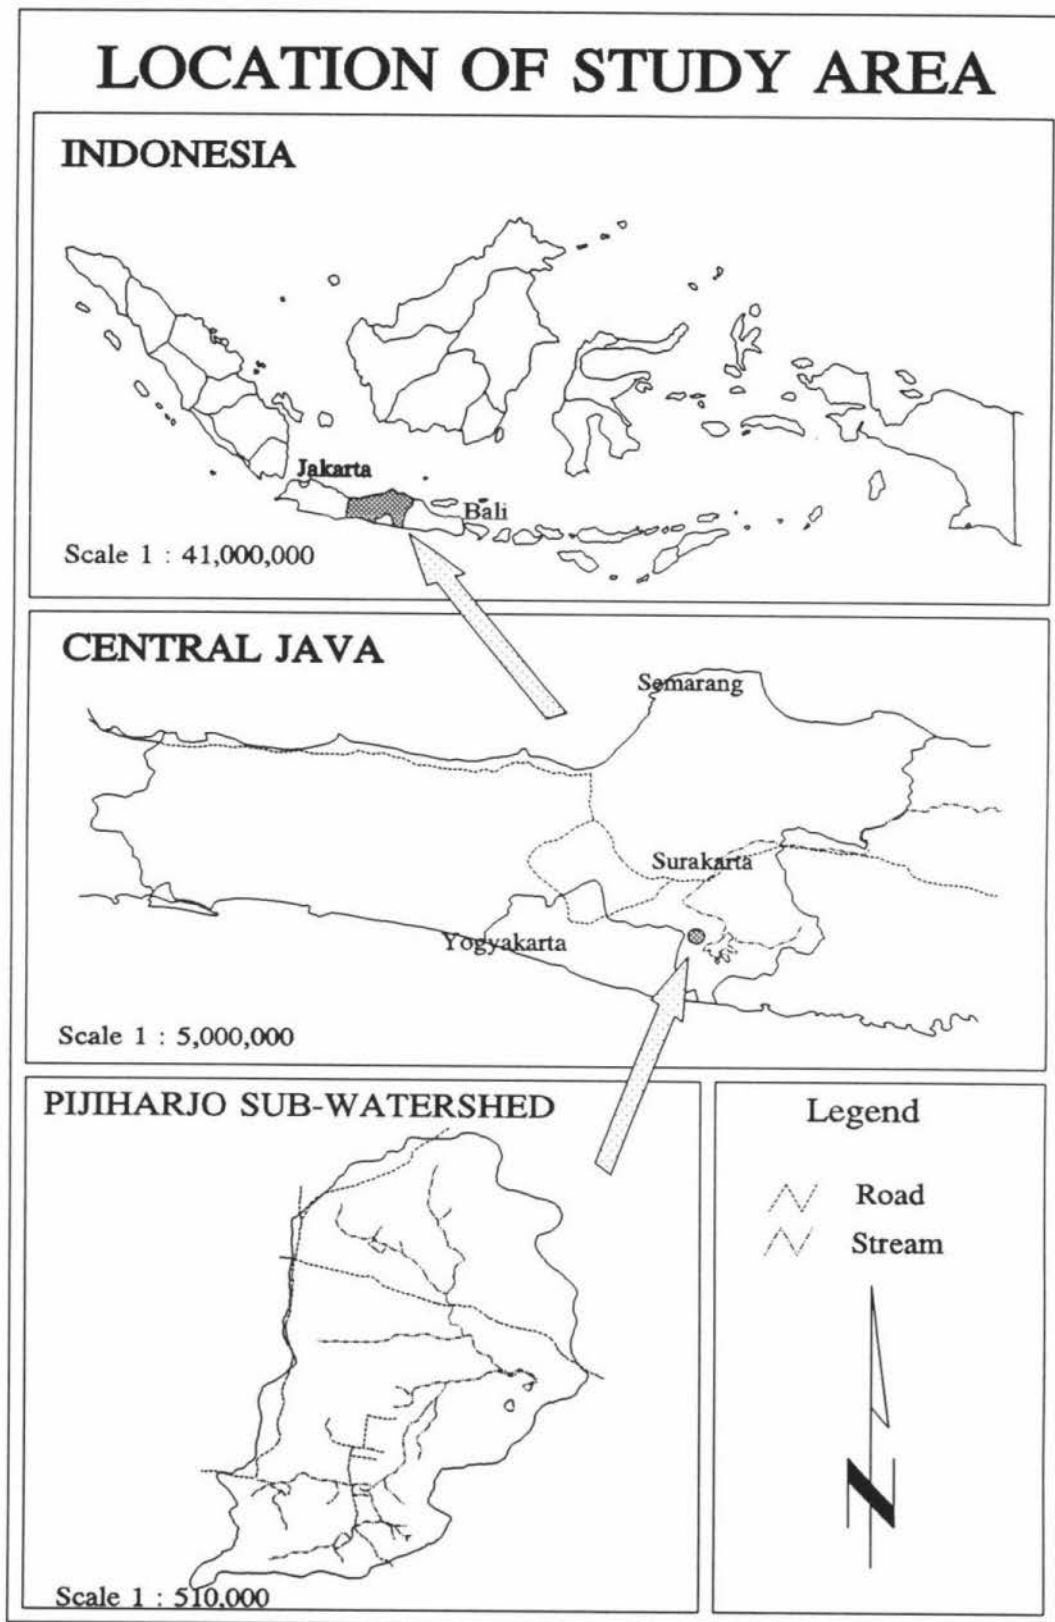 LOCATION OF STUDY AREA
INDONESIA
Jakarta
Bali
Scale 1 : 41,000,000
CENTRAL JAVA
Semarang
Surakarta
Yogyakarta
Scale 1 : 5,000,000
PIJIHARJO SUB-WATERSHED
Scale 1 : 510,000
Legend
Road
Stream
N